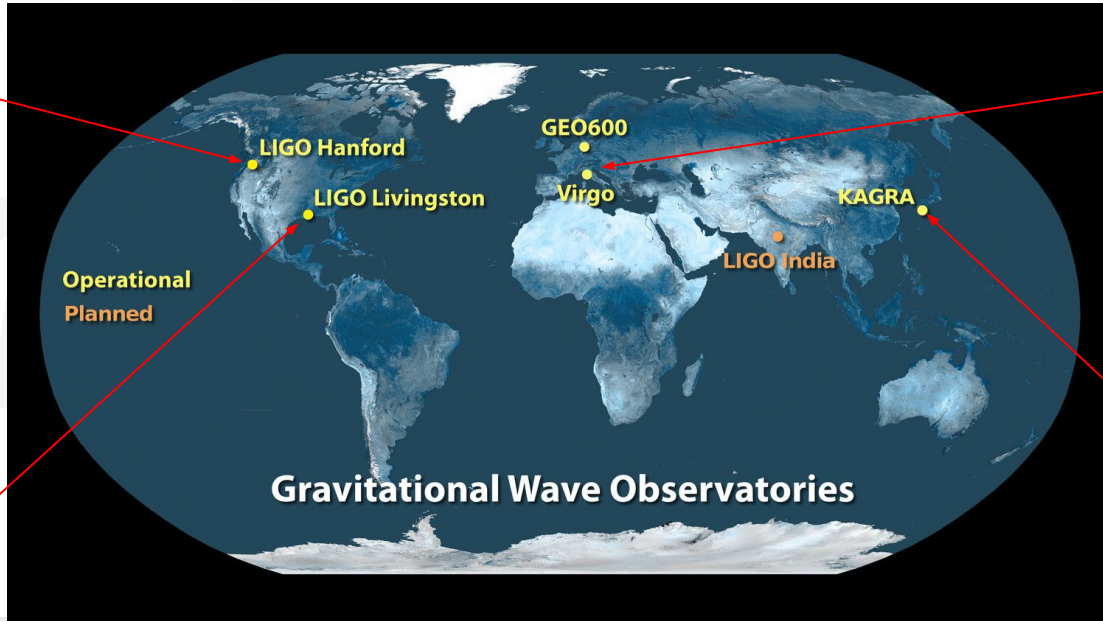 GEO600
LIGO Hanford
LIGO Livingston
Virgo
KAGRA
LIGO India
Operational
Planned
Gravitational Wave Observatories